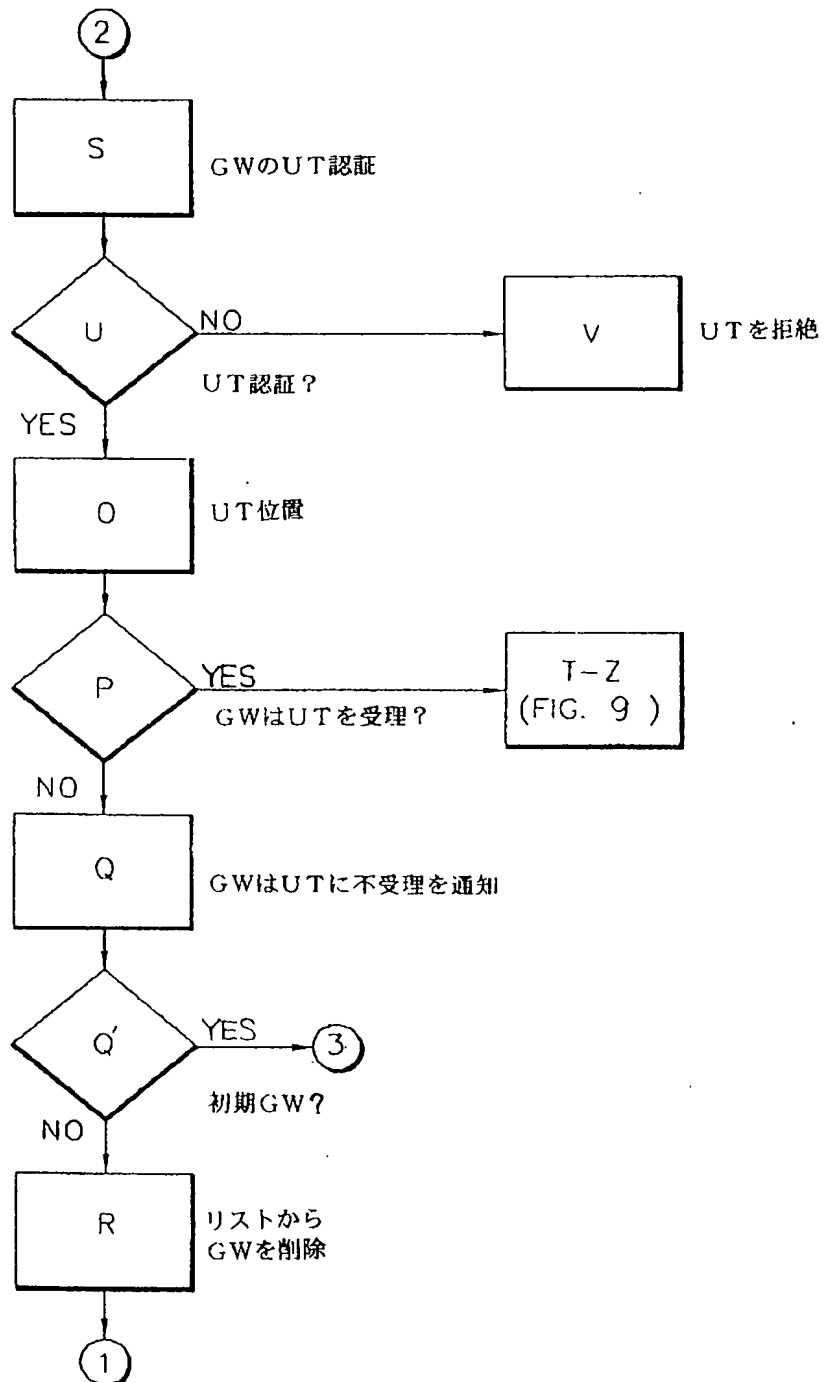 2
S
GWのUT認証
U
NO
V
UTを拒絶
UT認証?
YES
O
UT位置
P
YES
T-Z
(FIG. 9 )
GWはUTを受理?
NO
Q
GWはUTに不受理を通知
Q'
YES
3
初期GW?
NO
R
リストから
GWを削除
1